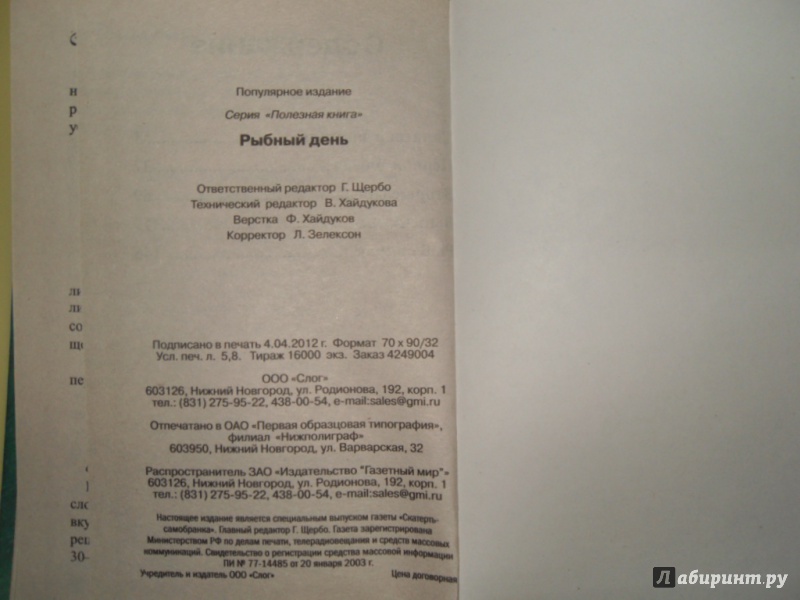 Популярное издание
Серия «Полезная книга»
Рыбный день
Ответственный редактор Г. Щербо
Технический редактор В. Хайдукова
Верстка Ф. Хайдуков
Корректор Л. Зелексон
Подписано в печать 4.04.2012 г. Формат 70 x 90/32
Усл. печ. л. 5,8. Тираж 16000 экз. Заказ 4249004
ООО «Слог»
603126, Нижний Новгород, ул. Родионова, 192, корп. 1
тел.: (831) 275-95-22, 438-00-54, e-mail:sales@gmi.ru
Отпечатано в ОАО «Первая образцовая типография»,
филиал «Нижполиграф»
603950, Нижний Новгород, ул. Варварская, 32
Распространитель ЗАО «Издательство "Газетный мир"»
603126, Нижний Новгород, ул. Родионова, 192, корп. 1
тел.: (831) 275-95-22, 438-00-54, e-mail:sales@gmi.ru
Настоящее издание является специальным выпуском газеты «Скатерть-
самобранка». Главный редактор Г. Щербо. Газета зарегистрирована
Министерством РФ по делам печати, телерадиовещания и средств массовых
коммуникаций. Свидетельство о регистрации средства массовой информации
ПИ № 77-14485 от 20 января 2003 г.
Учредитель и издатель ООО «Слог» Цена договорная
Лабиринт.ру